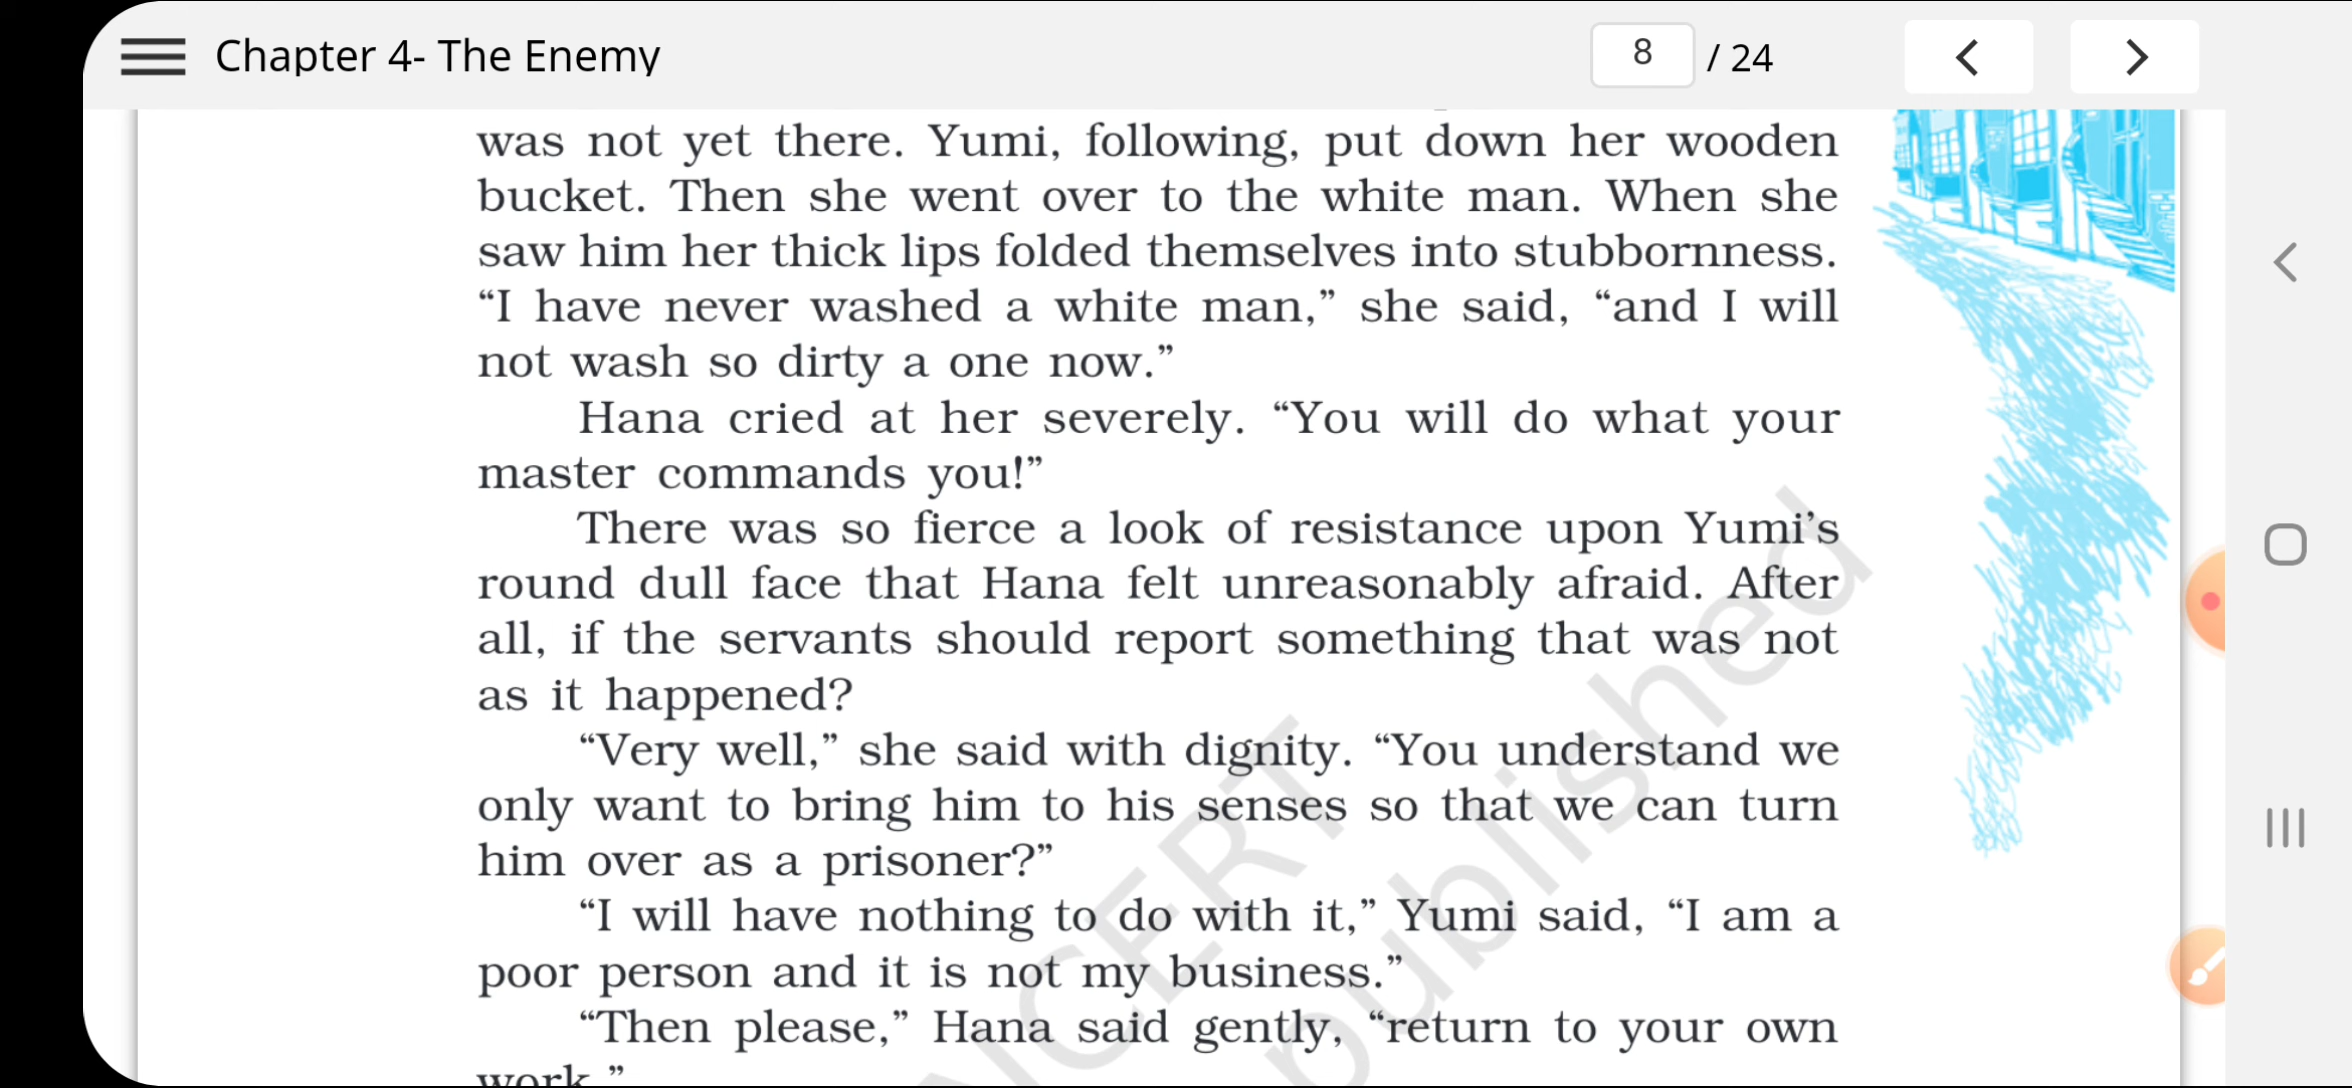 Chapter 4- The Enemy
8 / 24
was not yet there. Yumi, following, put down her wooden
bucket. Then she went over to the white man. When she
saw him her thick lips folded themselves into stubbornness.
“I have never washed a white man,” she said, “and I will
not wash so dirty a one now.”
Hana cried at her severely. “You will do what your
master commands you!”
There was so fierce a look of resistance upon Yumi’s
round dull face that Hana felt unreasonably afraid. After
all, if the servants should report something that was not
as it happened?
“Very well,” she said with dignity. “You understand we
only want to bring him to his senses so that we can turn
him over as a prisoner?”
“I will have nothing to do with it,” Yumi said, “I am a
poor person and it is not my business.”
“Then please,” Hana said gently, “return to your own
work.”
NCERT
published